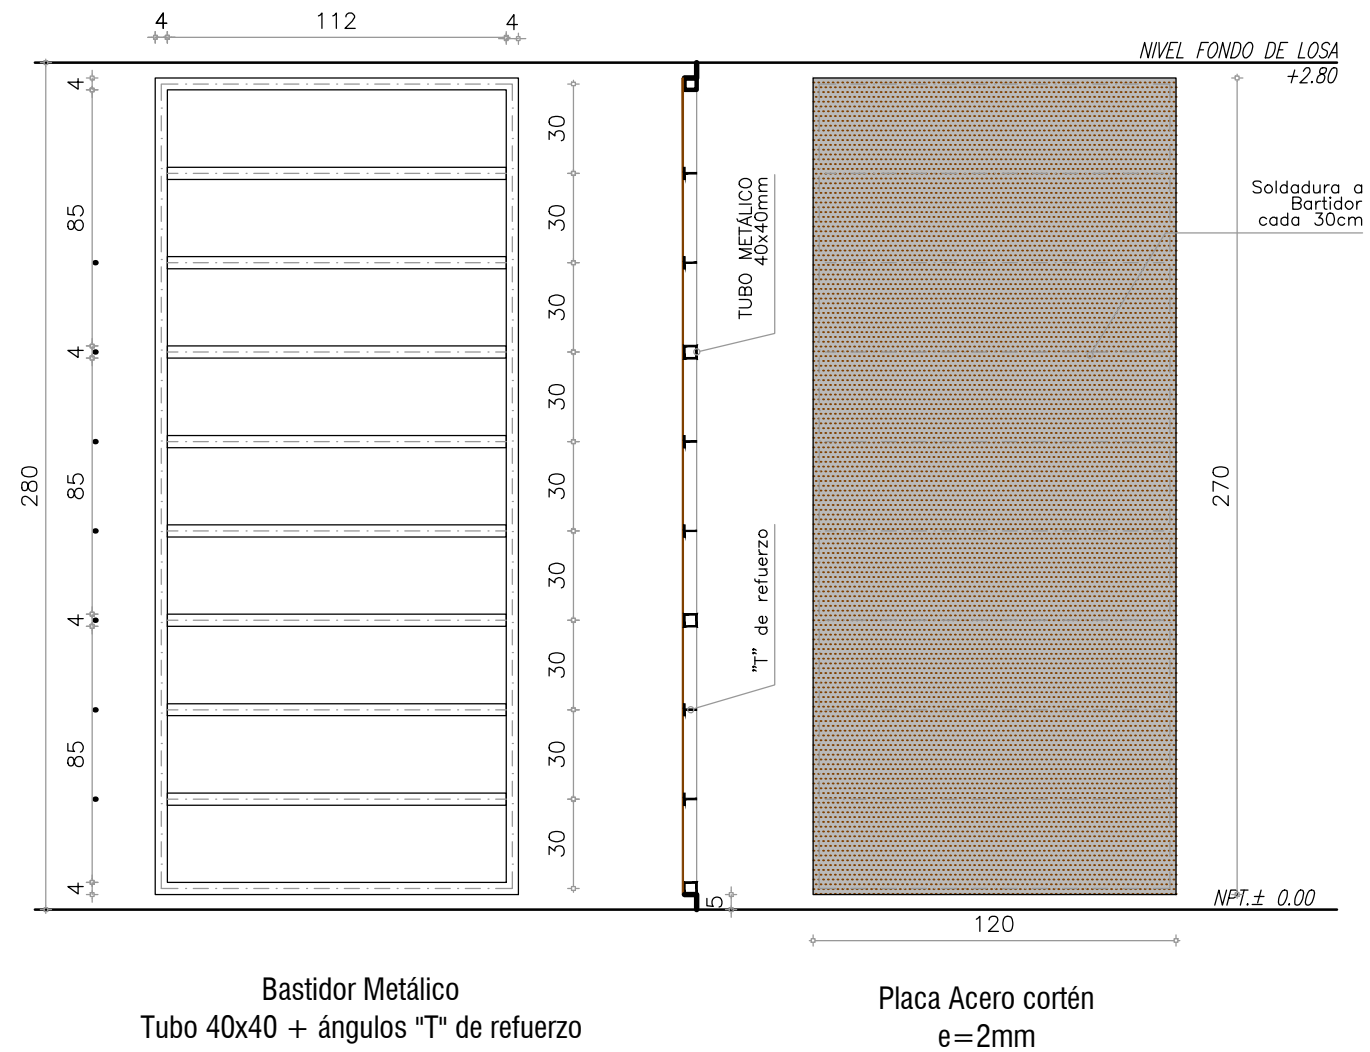 4
112
4
NIVEL FONDO DE LOSA
+2.80
4
85
4
85
4
85
4
280
30
30
30
30
30
30
30
30
30
TUBO METÁLICO
40x40mm
"T" de refuerzo
5
Soldadura a
Bartidor
cada 30cm
270
NPT.± 0.00
120
Bastidor Metálico
Tubo 40x40 + ángulos "T" de refuerzo
Placa Acero cortén
e=2mm